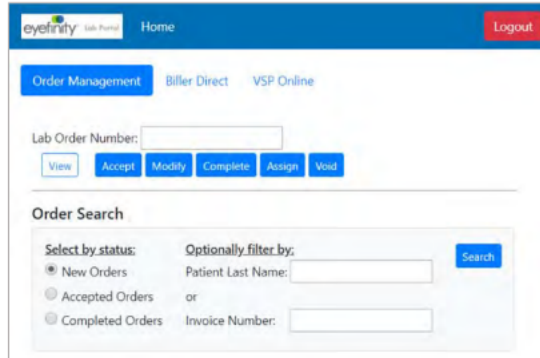 eyefinity Lab Portal Home Logout
Order Management Biller Direct VSP Online
Lab Order Number:
View Accept Modify Complete Assign Void
Order Search
Select by status: Optionally filter by:
New Orders Patient Last Name: Search
Accepted Orders or
Completed Orders Invoice Number: